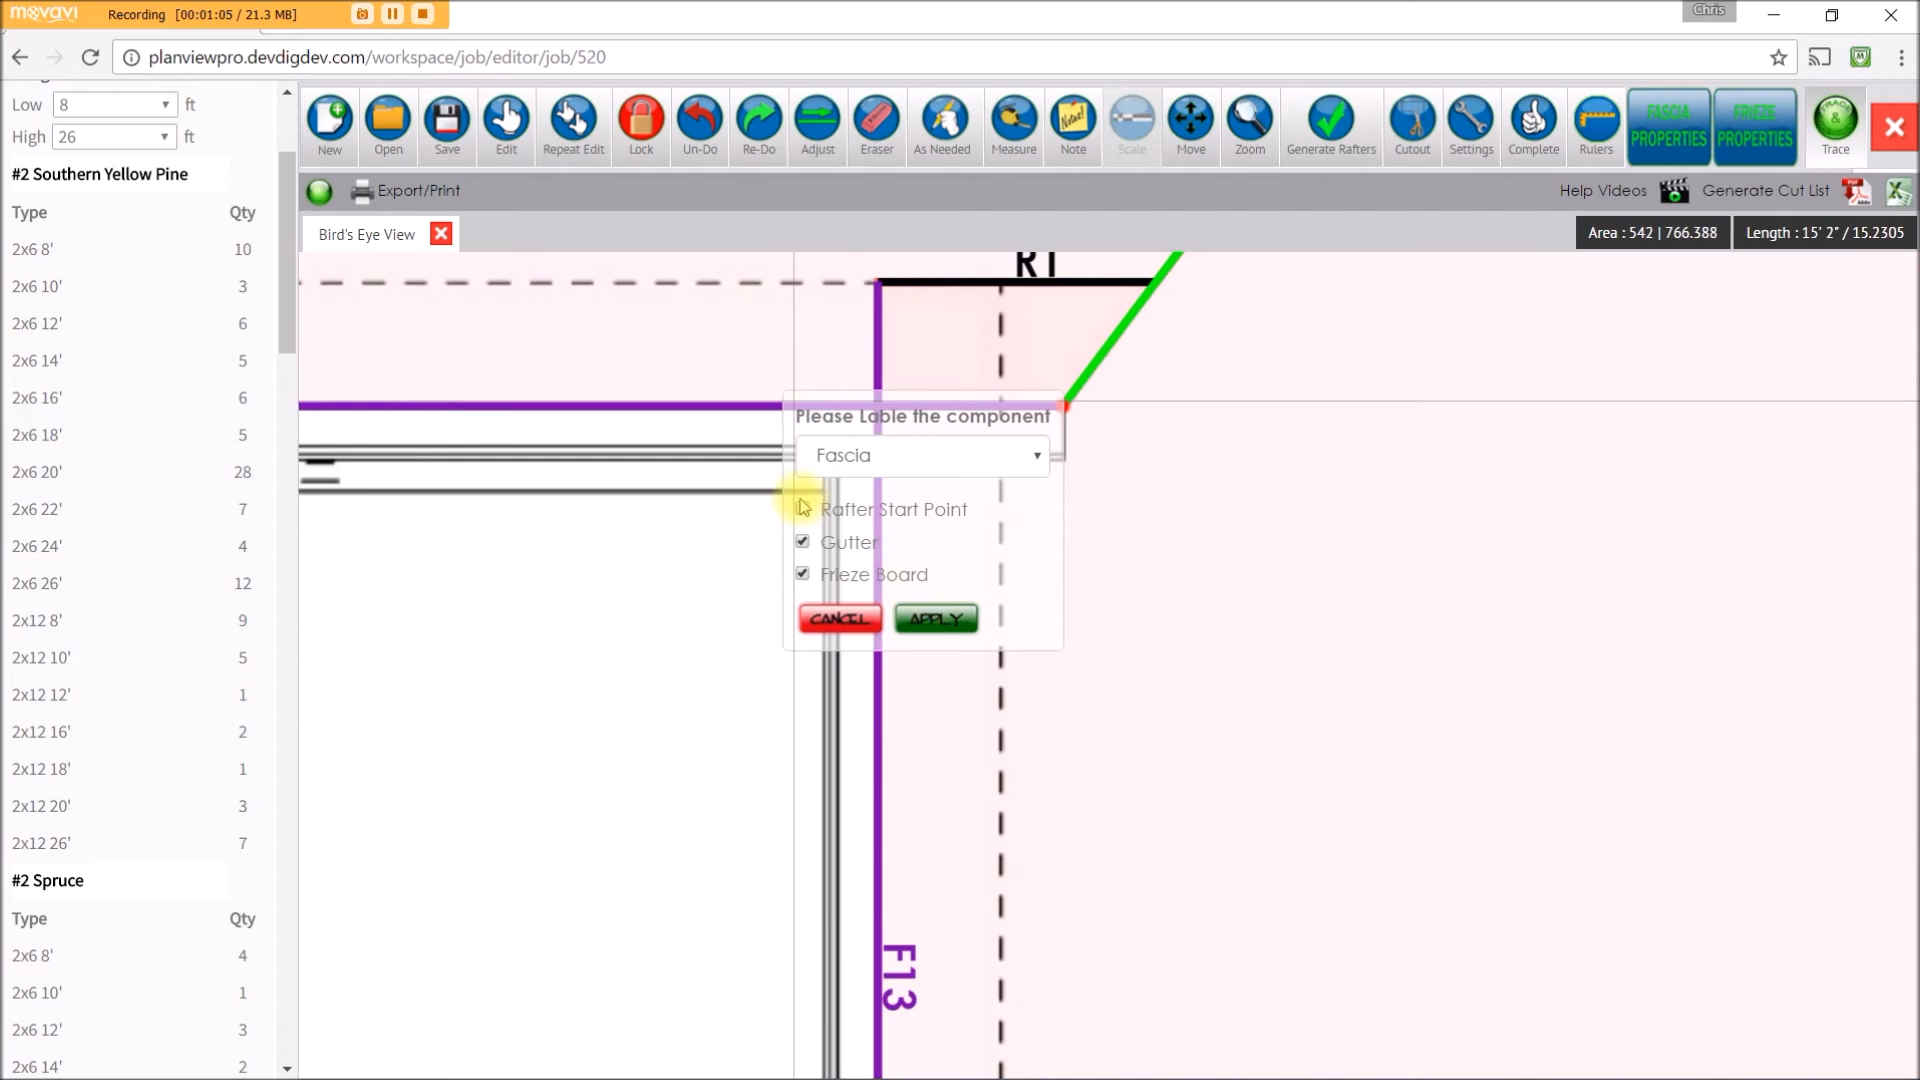 movavi
Recording [00:01:05 / 21.3 MB]
Chris
planviewpro.devdigdev.com/workspace/job/editor/job/520
Low 8 ft
High 26 ft
#2 Southern Yellow Pine
Type Qty
2x6 8' 10
2x6 10' 3
2x6 12' 6
2x6 14' 5
2x6 16' 6
2x6 18' 5
2x6 20' 28
2x6 22' 7
2x6 24' 4
2x6 26' 12
2x12 8' 9
2x12 10' 5
2x12 12' 1
2x12 16' 2
2x12 18' 1
2x12 20' 3
2x12 26' 7
#2 Spruce
Type Qty
2x6 8' 4
2x6 10' 1
2x6 12' 3
2x6 14' 2
New
Open
Save
Edit
Repeat Edit
Lock
Un-Do
Re-Do
Adjust
Eraser
As Needed
Measure
Notes!
Note
Scale
Move
Zoom
Generate Rafters
Cutout
Settings
Complete
Rulers
FASCIA
PROPERTIES
FRIEZE
PROPERTIES
TRACE
&
Trace
Export/Print
Help Videos
Generate Cut List
Bird's Eye View
Area : 542 | 766.388
Length : 15' 2" / 15.2305
R1
Please Lable the component
Fascia
Rafter Start Point
Gutter
Frieze Board
CANCEL APPLY
F13